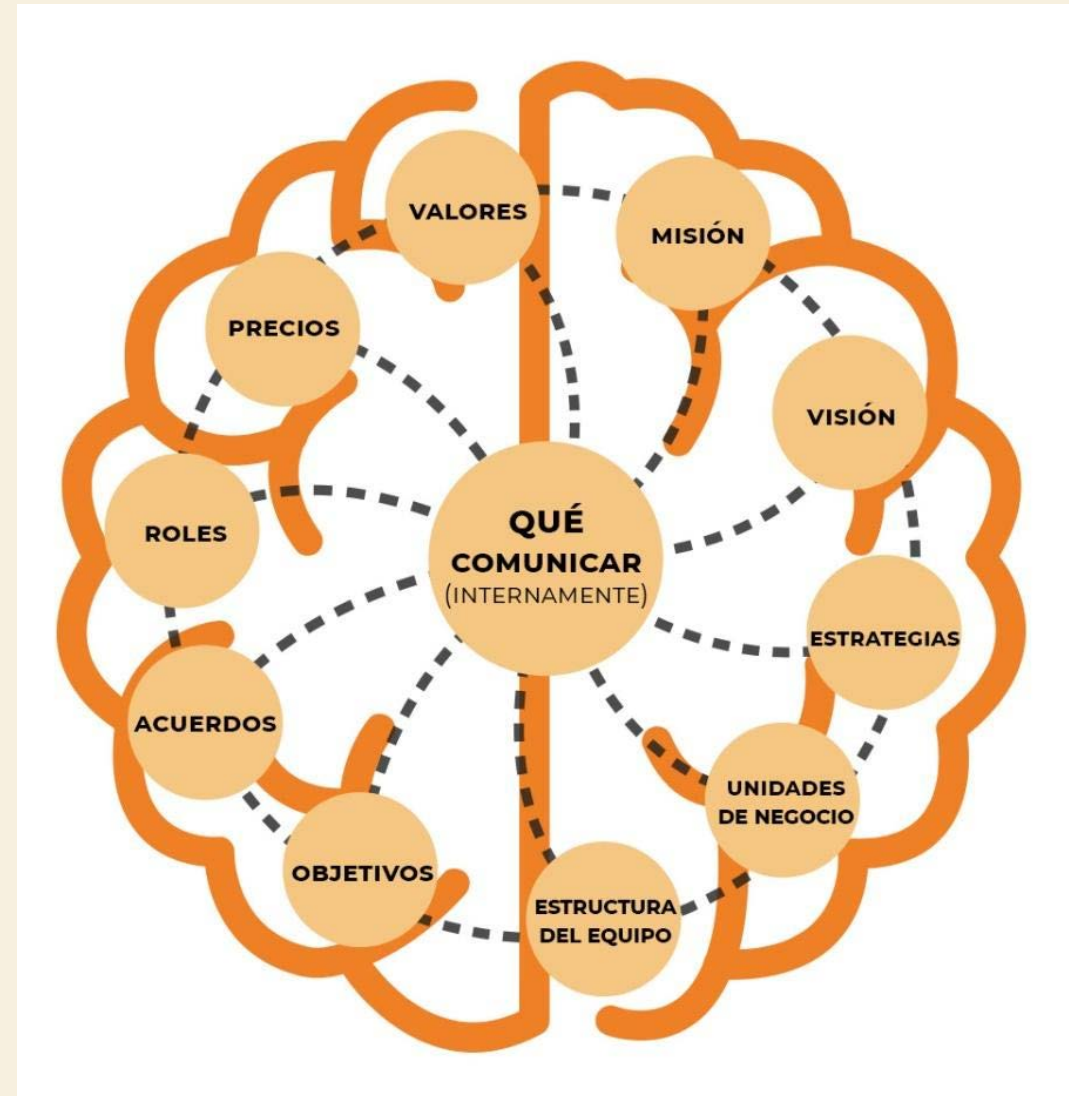 VALORES
MISIÓN
PRECIOS
VISIÓN
QUÉ
COMUNICAR
(INTERNAMENTE)
ROLES
ESTRATEGIAS
ACUERDOS
UNIDADES
DE NEGOCIO
OBJETIVOS
ESTRUCTURA
DEL EQUIPO